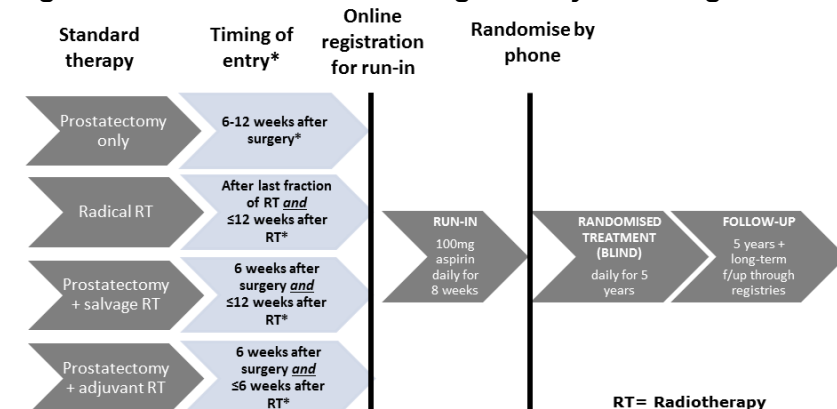 Standard
therapy
Timing of
entry*
Online
registration
for run-in
Randomise by
phone
Prostatectomy
only
6-12 weeks after
surgery*
Radical RT
After last fraction
of RT and
≤12 weeks after
RT*
Prostatectomy
+ salvage RT
6 weeks after
surgery and
≤12 weeks after
RT*
Prostatectomy
+ adjuvant RT
6 weeks after
surgery and
≤6 weeks after
RT*
RUN-IN
100mg
aspirin
daily for
8 weeks
RANDOMISED
TREATMENT
(BLIND)
daily for 5
years
FOLLOW-UP
5 years +
long-term
f/up through
registries
RT= Radiotherapy